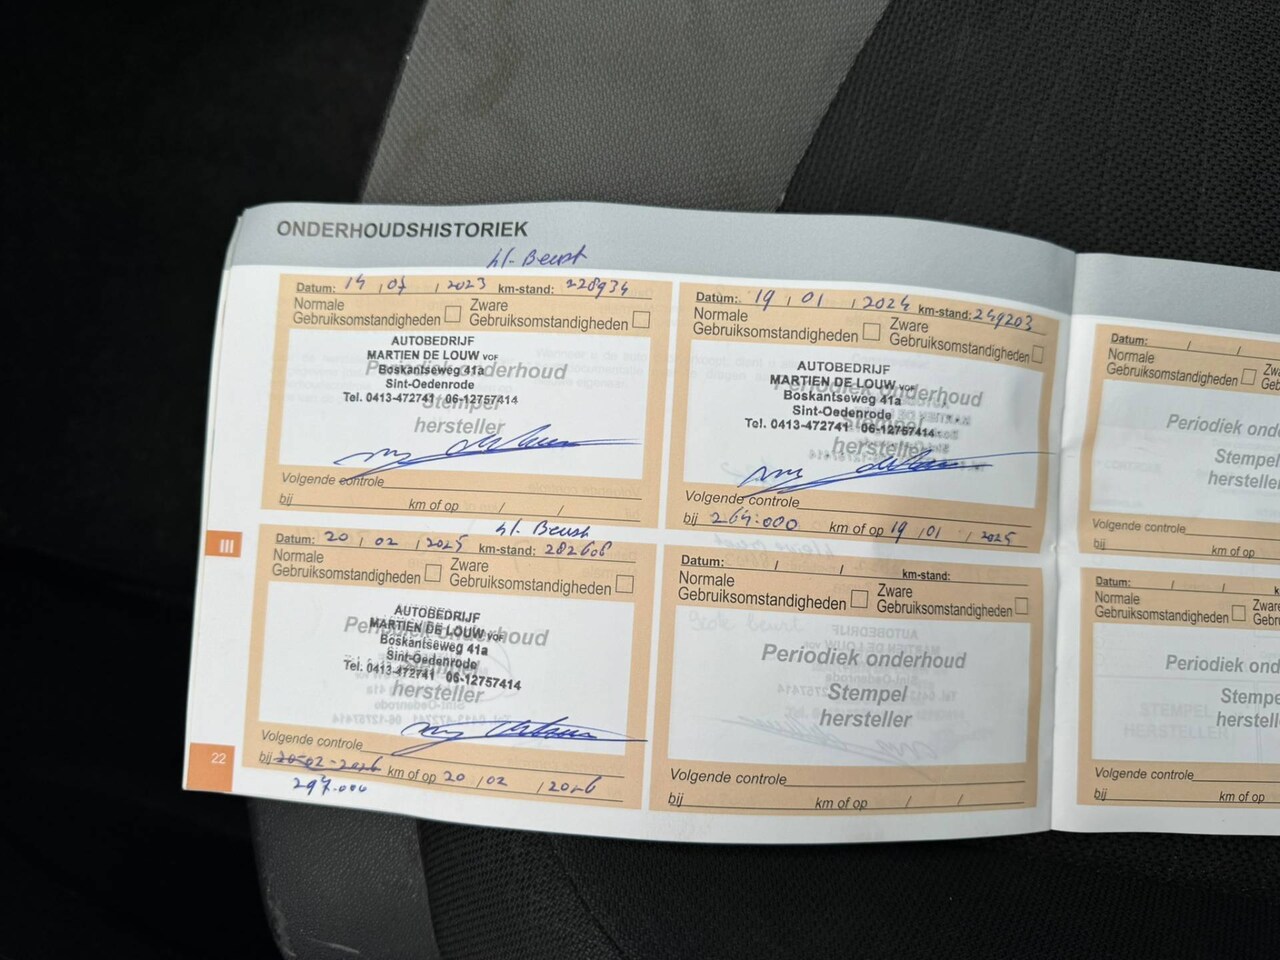 ONDERHOUDSHISTORIEK
kl. Beurt
Datum: 14 / 07 / 2023 km-stand: 228934
Normale
Gebruiksomstandigheden
Zware
Gebruiksomstandigheden
AUTOBEDRIJF
MARTIEN DE LOUW VOF
Boskantseweg 41a
Sint-Oedenrode
Tel. 0413-472741 06-12757414
Periodiek onderhoud
Stempel
hersteller
Volgende controle
bij km of op / /
Datum: 19 / 01 / 2024 km-stand: 249203
Normale
Gebruiksomstandigheden
Zware
Gebruiksomstandigheden
AUTOBEDRIJF
MARTIEN DE LOUW VOF
Boskantseweg 41a
Sint-Oedenrode
Tel. 0413-472741 06-12757414
Periodiek onderhoud
Stempel
hersteller
Volgende controle
bij 264.000 km of op 19 / 01 / 2025
kl. Beurt
Datum: 20 / 02 / 2025 km-stand: 282606
Normale
Gebruiksomstandigheden
Zware
Gebruiksomstandigheden
AUTOBEDRIJF
MARTIEN DE LOUW VOF
Boskantseweg 41a
Sint-Oedenrode
Tel. 0413-472741 06-12757414
Periodiek onderhoud
Stempel
hersteller
Volgende controle
bij 20-02-2026 km of op 20 / 02 / 2026
297.000
Datum: / / km-stand:
Normale
Gebruiksomstandigheden
Zware
Gebruiksomstandigheden
Periodiek onderhoud
Stempel
hersteller
Volgende controle
bij km of op / /
III
22
Datum: / /
Normale
Gebruiksomstandigheden
Periodiek ond
Stempel
hersteller
Volgende controle
bij km of op
Datum: / /
Normale
Gebruiksomstandigheden
Periodiek ond
Stempe
hersteller
Volgende controle
bij km of op